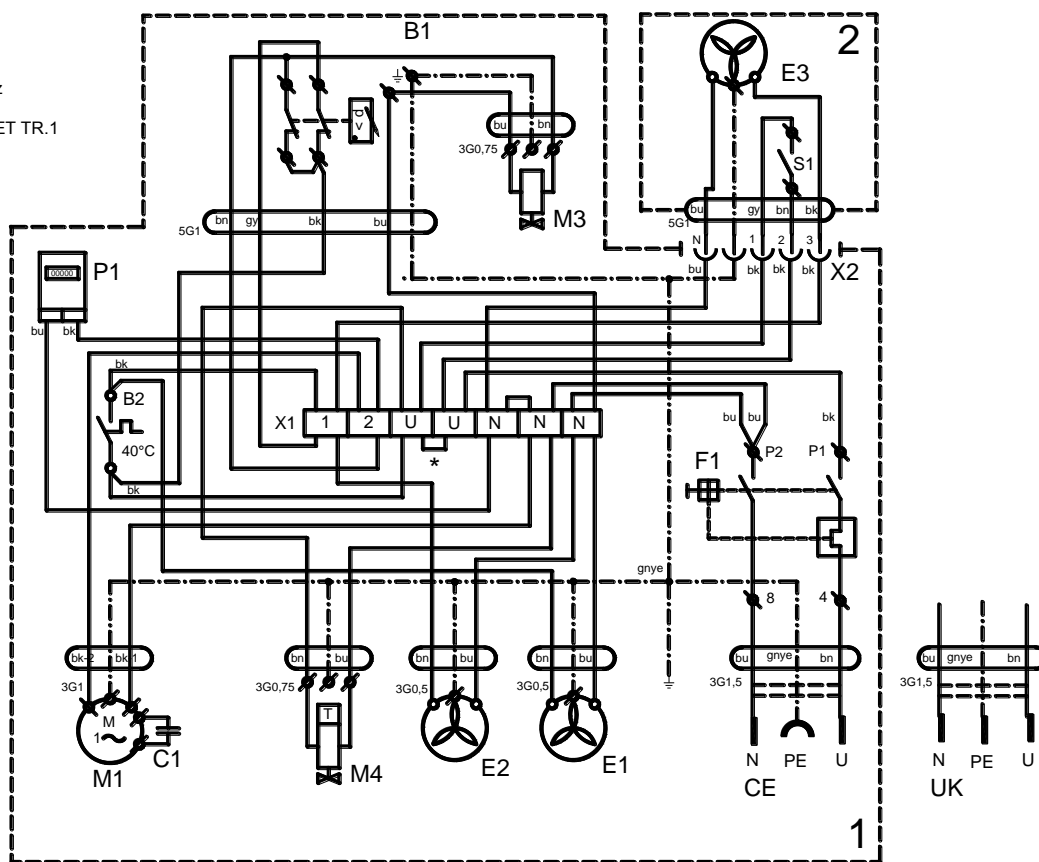 B1
2
E3
z
ET TR.1
d >
bu bn
3G0,75
M3
S1
bu gy bn bk
5G1
bn gy bk bu
5G1
N 1 2 3
bu bk bk bk
X2
00000
P1
bu bk
bk
B2
40°C
bk
X1 1 2 U U N N N
*
bu bu
bk
P2 P1
F1
gnye
8 4
bk-2 bk-1
3G1
M
1
M1
C1
bn bu
3G0,75
T
M4
bn bu
3G0,5
E2
bn bu
3G0,5
E1
bu gnye bn
3G1,5
N PE U
CE
bu gnye bn
3G1,5
N PE U
UK
1